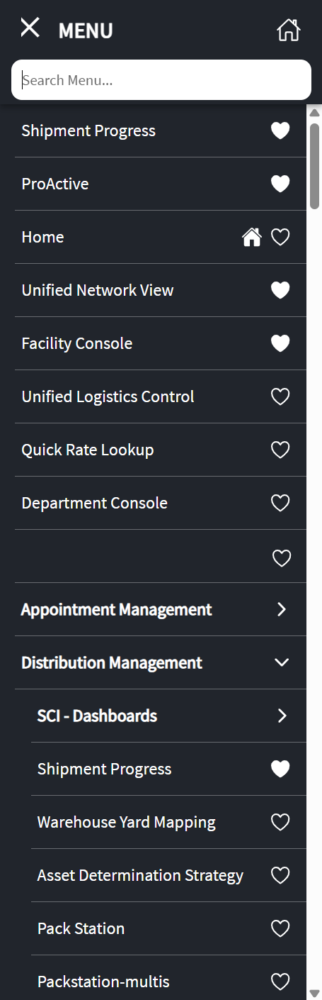 MENU
Search Menu...
Shipment Progress
ProActive
Home
Unified Network View
Facility Console
Unified Logistics Control
Quick Rate Lookup
Department Console
Appointment Management
Distribution Management
SCI - Dashboards
Shipment Progress
Warehouse Yard Mapping
Asset Determination Strategy
Pack Station
Packstation-multis